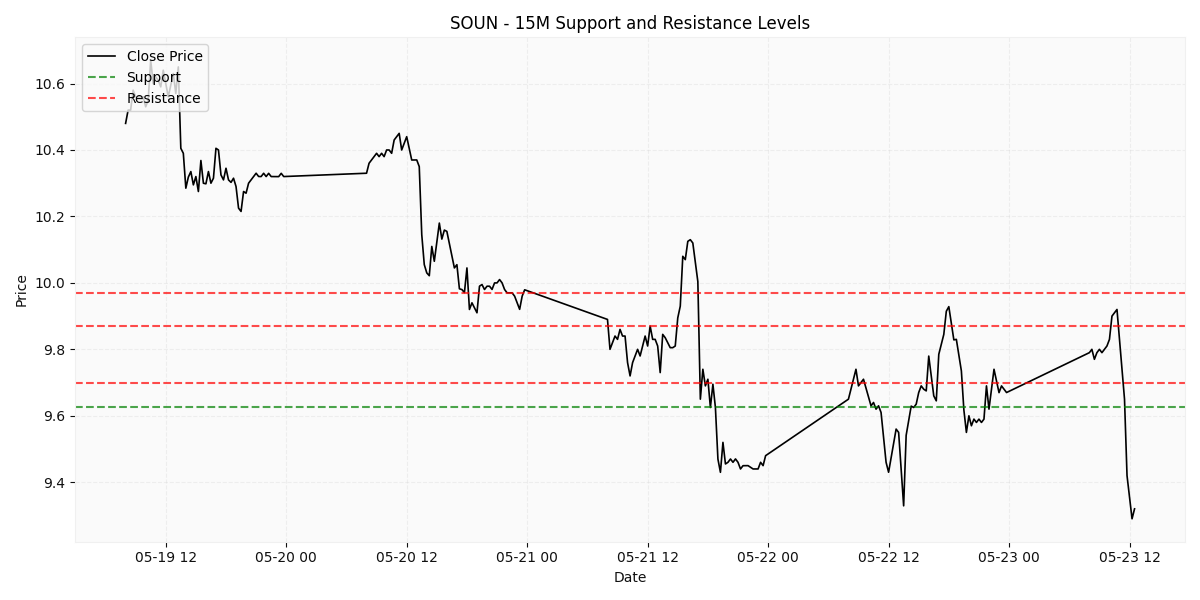 SOUN - 15M Support and Resistance Levels
Close Price
Support
Resistance
Price
10.6
10.4
10.2
10.0
9.8
9.6
9.4
05-19 12
05-20 00
05-20 12
05-21 00
05-21 12
05-22 00
05-22 12
05-23 00
05-23 12
Date